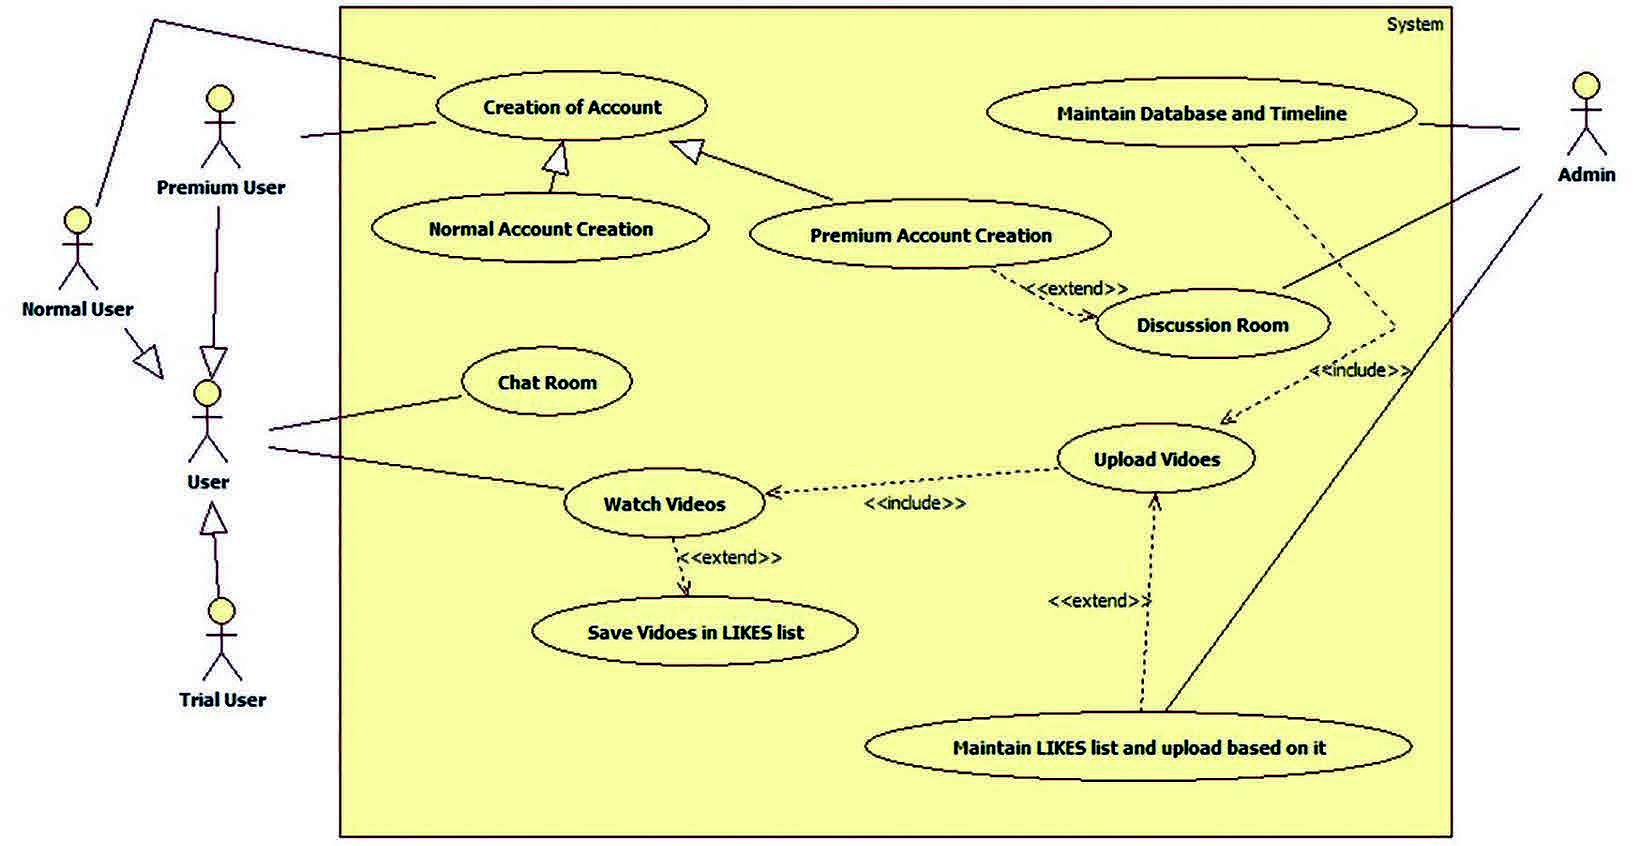 System
Creation of Account
Maintain Database and Timeline
Premium User
Admin
Normal Account Creation
Premium Account Creation
<<extend>>
Normal User
Discussion Room
<<include>>
Chat Room
User
Upload Vidoes
Watch Videos
<<include>>
<<extend>>
<<extend>>
Save Vidoes in LIKES list
Trial User
Maintain LIKES list and upload based on it